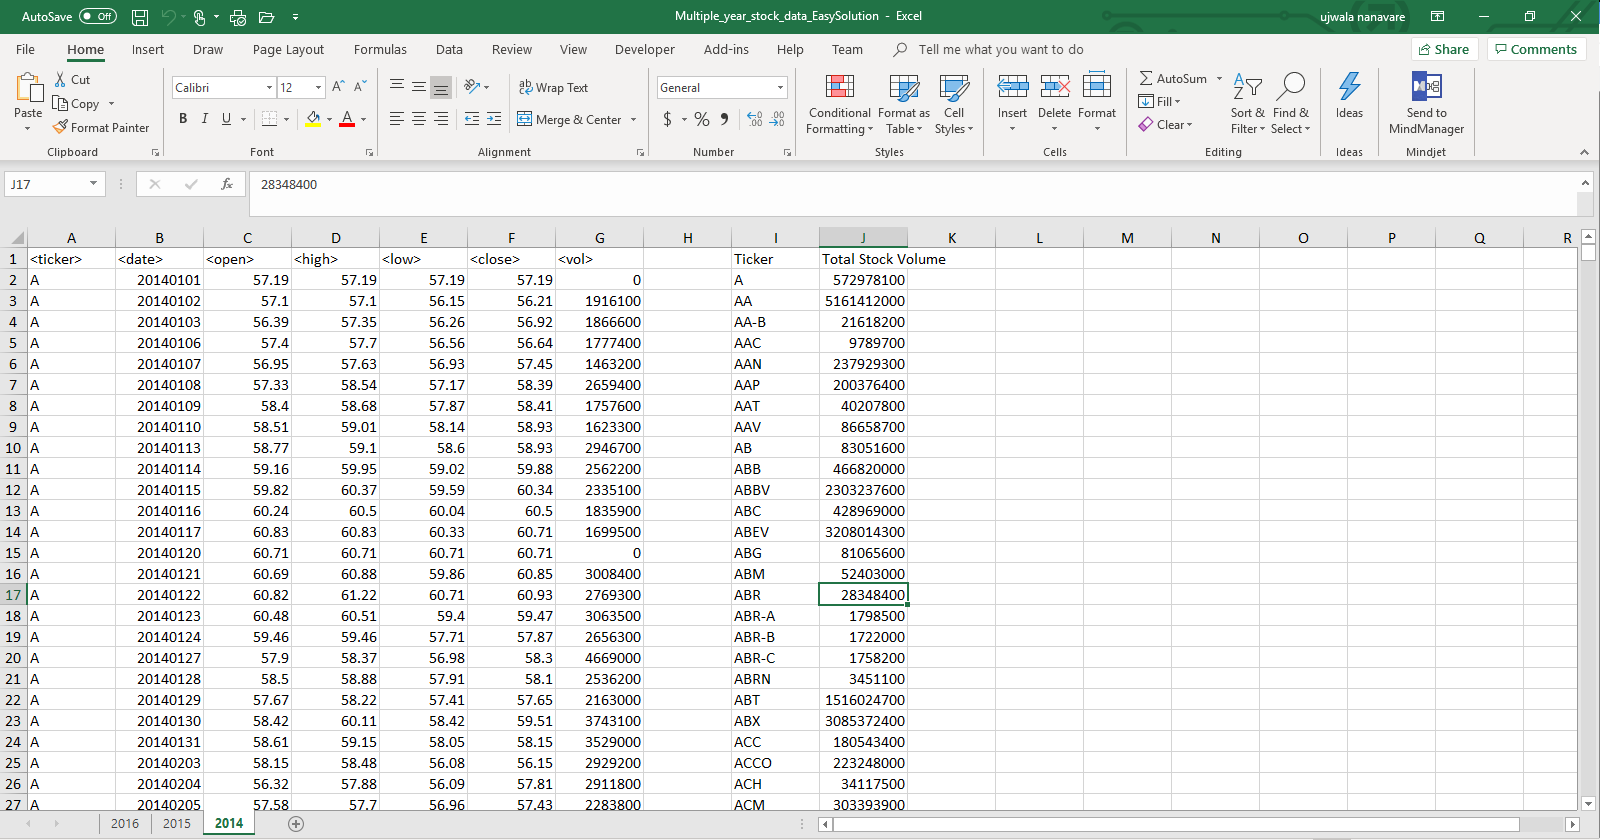 AutoSave Off Multiple_year_stock_data_EasySolution - Excel ujwala nanavare
File Home Insert Draw Page Layout Formulas Data Review View Developer Add-ins Help Team Tell me what you want to do Share Comments
Paste
Cut
Copy
Format Painter
Clipboard
Calibri 12
B I U
A
Font
ab Wrap Text
Merge & Center
Alignment
General
$ % ,
Number
Conditional Formatting
Format as Table
Cell Styles
Styles
Insert Delete Format
Cells
AutoSum
Fill
Clear
Sort & Filter
Find & Select
Editing
Ideas
Ideas
Send to MindManager
Mindjet
J17 fx 28348400
A B C D E F G H I J K L M N O P Q R
1 <ticker> <date> <open> <high> <low> <close> <vol> Ticker Total Stock Volume
2 A 20140101 57.19 57.19 57.19 57.19 0 A 572978100
3 A 20140102 57.1 57.1 56.15 56.21 1916100 AA 5161412000
4 A 20140103 56.39 57.35 56.26 56.92 1866600 AA-B 21618200
5 A 20140106 57.4 57.7 56.56 56.64 1777400 AAC 9789700
6 A 20140107 56.95 57.63 56.93 57.45 1463200 AAN 237929300
7 A 20140108 57.33 58.54 57.17 58.39 2659400 AAP 200376400
8 A 20140109 58.4 58.68 57.87 58.41 1757600 AAT 40207800
9 A 20140110 58.51 59.01 58.14 58.93 1623300 AAV 86658700
10 A 20140113 58.77 59.1 58.6 58.93 2946700 AB 83051600
11 A 20140114 59.16 59.95 59.02 59.88 2562200 ABB 466820000
12 A 20140115 59.82 60.37 59.59 60.34 2335100 ABBV 2303237600
13 A 20140116 60.24 60.5 60.04 60.5 1835900 ABC 428969000
14 A 20140117 60.83 60.83 60.33 60.71 1699500 ABEV 3208014300
15 A 20140120 60.71 60.71 60.71 60.71 0 ABG 81065600
16 A 20140121 60.69 60.88 59.86 60.85 3008400 ABM 52403000
17 A 20140122 60.82 61.22 60.71 60.93 2769300 ABR 28348400
18 A 20140123 60.48 60.51 59.4 59.47 3063500 ABR-A 1798500
19 A 20140124 59.46 59.46 57.71 57.87 2656300 ABR-B 1722000
20 A 20140127 57.9 58.37 56.98 58.3 4669000 ABR-C 1758200
21 A 20140128 58.5 58.88 57.91 58.1 2536200 ABRN 3451100
22 A 20140129 57.67 58.22 57.41 57.65 2163000 ABT 1516024700
23 A 20140130 58.42 60.11 58.42 59.51 3743100 ABX 3085372400
24 A 20140131 58.61 59.15 58.05 58.15 3529000 ACC 180543400
25 A 20140203 58.15 58.48 56.08 56.15 2929200 ACCO 223248000
26 A 20140204 56.32 57.88 56.09 57.81 2911800 ACH 34117500
27 A 20140205 57.58 57.7 56.96 57.43 2283800 ACM 303393900
2016 2015 2014